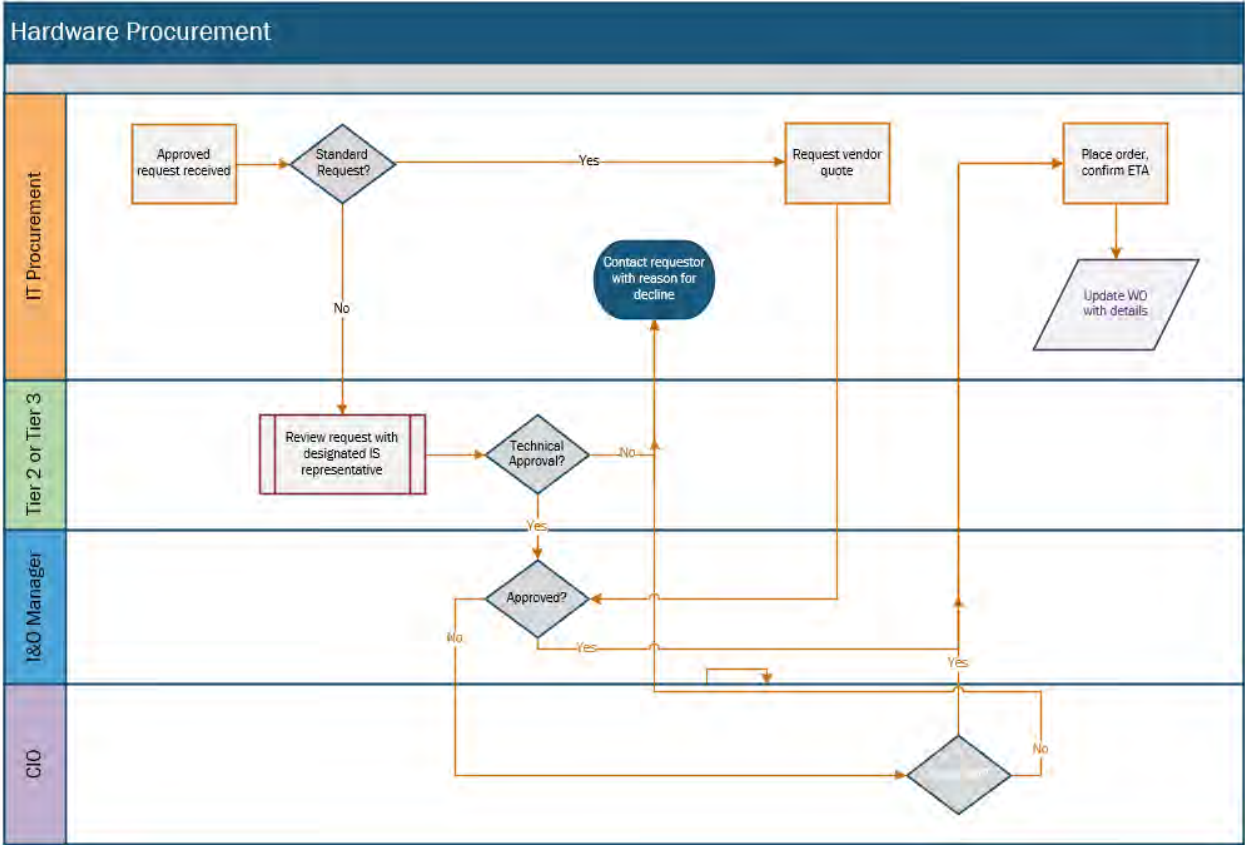 Hardware Procurement
IT Procurement
Approved
request received
Standard
Request?
Yes
Request vendor
quote
Place order,
confirm ETA
Contact requestor
with reason for
decline
Update WO
with details
No
Tier 2 or Tier 3
Review request with
designated IS
representative
Technical
Approval?
No
Yes
I&O Manager
Approved?
No
Yes
Yes
CIO
No